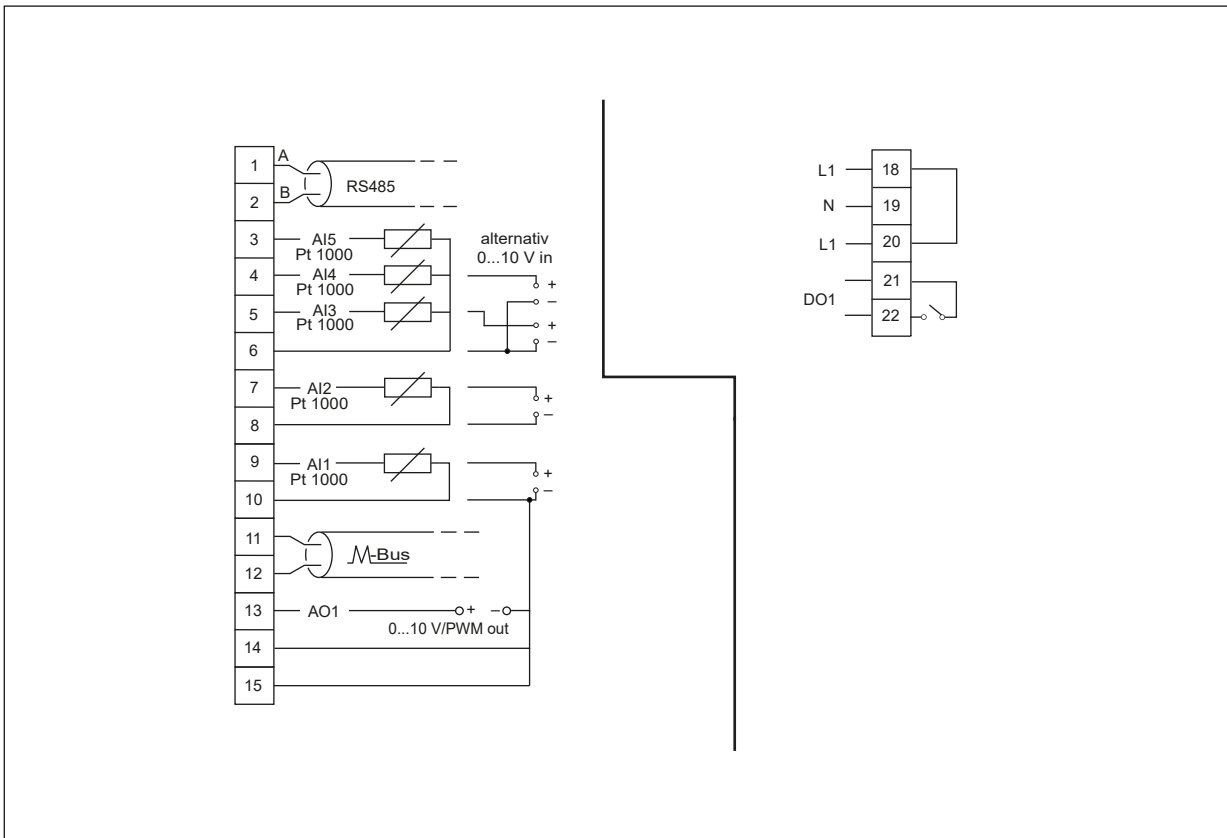 1 A
RS485
2 B
3 AI5
Pt 1000
alternativ
0...10 V in
4 AI4
Pt 1000
+
–
5 AI3
Pt 1000
+
–
6
7 AI2
Pt 1000
+
–
8
9 AI1
Pt 1000
+
–
10
11
M-Bus
12
13 AO1 + –
0...10 V/PWM out
14
15
L1 18
N 19
L1 20
21
DO1
22